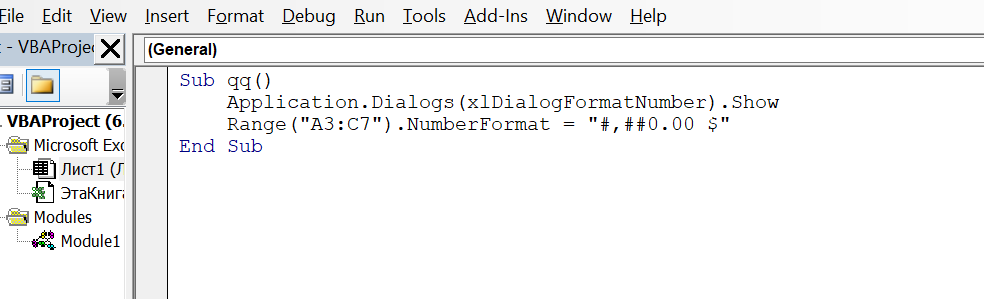 File Edit View Insert Format Debug Run Tools Add-Ins Window Help
- VBAProjec
(General)
VBAProject (6.
Microsoft Exc
Лист1 (Л
ЭтаКнига
Modules
Module1
Sub qq()
Application.Dialogs(xlDialogFormatNumber).Show
Range("A3:C7").NumberFormat = "#,##0.00 $"
End Sub